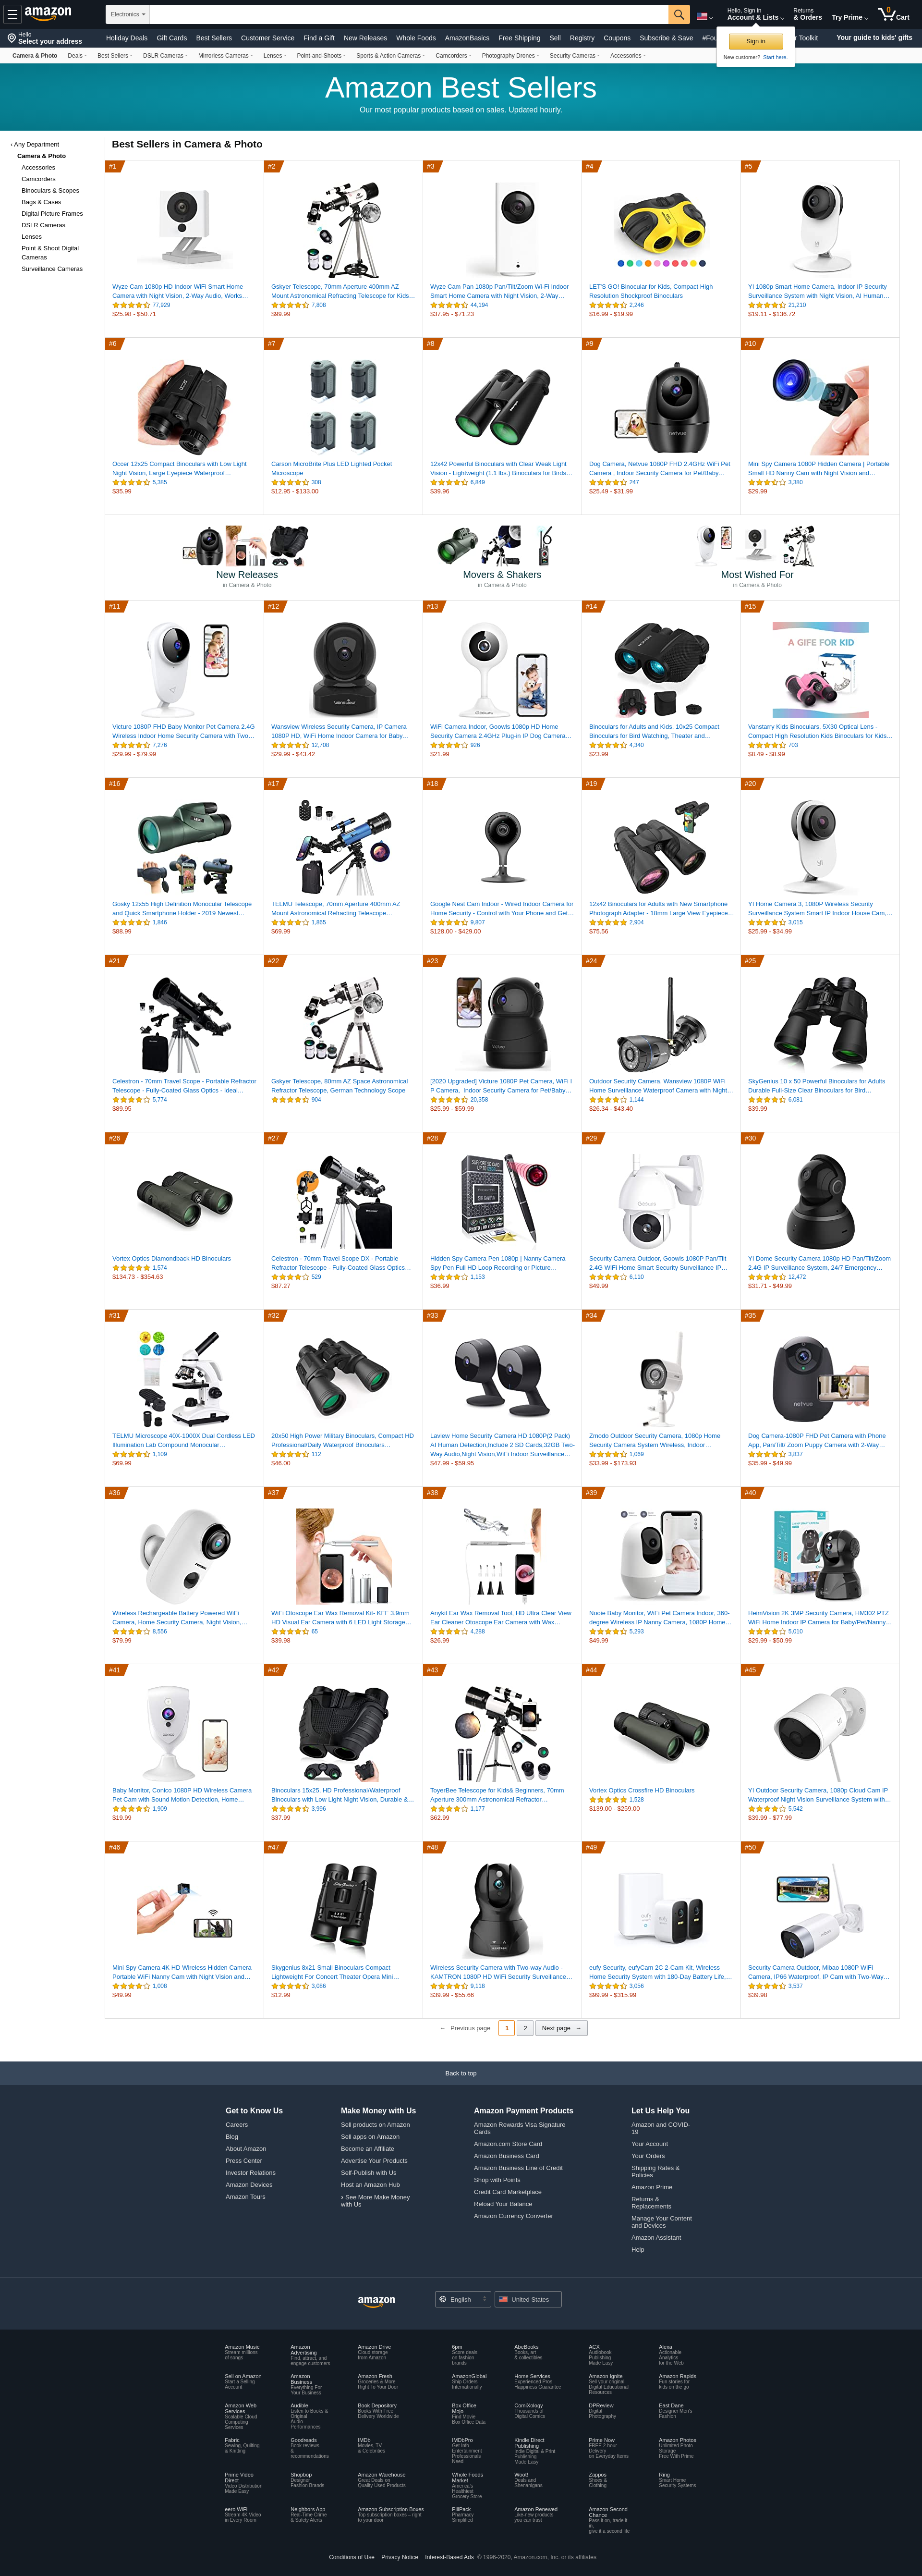 amazon
Electronics
Hello, Sign in
Account & Lists
Returns
& Orders
Try Prime
0
Cart
Hello
Select your address
Holiday Deals
Gift Cards
Best Sellers
Customer Service
Find a Gift
New Releases
Whole Foods
AmazonBasics
Free Shipping
Sell
Registry
Coupons
Subscribe & Save
Toolkit
Your guide to kids' gifts
Sign in
New customer? Start here.
Camera & Photo
Deals
Best Sellers
DSLR Cameras
Mirrorless Cameras
Lenses
Point-and-Shoots
Sports & Action Cameras
Camcorders
Photography Drones
Security Cameras
Accessories
Amazon Best Sellers
Our most popular products based on sales. Updated hourly.
‹ Any Department
Camera & Photo
Accessories
Camcorders
Binoculars & Scopes
Bags & Cases
Digital Picture Frames
DSLR Cameras
Lenses
Point & Shoot Digital
Cameras
Surveillance Cameras
Best Sellers in Camera & Photo
#1
Wyze Cam 1080p HD Indoor WiFi Smart Home
Camera with Night Vision, 2-Way Audio, Works…
77,929
$25.98 - $50.71
#2
Gskyer Telescope, 70mm Aperture 400mm AZ
Mount Astronomical Refracting Telescope for Kids…
7,808
$99.99
#3
Wyze Cam Pan 1080p Pan/Tilt/Zoom Wi-Fi Indoor
Smart Home Camera with Night Vision, 2-Way…
44,194
$37.95 - $71.23
#4
LET'S GO! Binocular for Kids, Compact High
Resolution Shockproof Binoculars
2,246
$16.99 - $19.99
#5
YI 1080p Smart Home Camera, Indoor IP Security
Surveillance System with Night Vision, AI Human…
21,210
$19.11 - $136.72
#6
Occer 12x25 Compact Binoculars with Low Light
Night Vision, Large Eyepiece Waterproof…
5,385
$35.99
#7
Carson MicroBrite Plus LED Lighted Pocket
Microscope
308
$12.95 - $133.00
#8
12x42 Powerful Binoculars with Clear Weak Light
Vision - Lightweight (1.1 lbs.) Binoculars for Birds…
6,849
$39.96
#9
netvue
Dog Camera, Netvue 1080P FHD 2.4GHz WiFi Pet
Camera , Indoor Security Camera for Pet/Baby…
247
$25.49 - $31.99
#10
Mini Spy Camera 1080P Hidden Camera | Portable
Small HD Nanny Cam with Night Vision and…
3,380
$29.99
New Releases
in Camera & Photo
Movers & Shakers
in Camera & Photo
Most Wished For
in Camera & Photo
#11
Victure 1080P FHD Baby Monitor Pet Camera 2.4G
Wireless Indoor Home Security Camera with Two…
7,276
$29.99 - $79.99
#12
wansview
Wansview Wireless Security Camera, IP Camera
1080P HD, WiFi Home Indoor Camera for Baby…
12,708
$29.99 - $43.42
#13
WiFi Camera Indoor, Goowls 1080p HD Home
Security Camera 2.4GHz Plug-in IP Dog Camera…
926
$21.99
#14
Binoculars for Adults and Kids, 10x25 Compact
Binoculars for Bird Watching, Theater and…
4,340
$23.99
#15
A GIFE FOR KID
Vanstarry Kids Binoculars, 5X30 Optical Lens -
Compact High Resolution Kids Binoculars for Kids…
703
$8.49 - $8.99
#16
Gosky 12x55 High Definition Monocular Telescope
and Quick Smartphone Holder - 2019 Newest…
1,846
$88.99
#17
TELMU Telescope, 70mm Aperture 400mm AZ
Mount Astronomical Refracting Telescope…
1,865
$69.99
#18
Google Nest Cam Indoor - Wired Indoor Camera for
Home Security - Control with Your Phone and Get…
9,807
$128.00 - $429.00
#19
12x42 Binoculars for Adults with New Smartphone
Photograph Adapter - 18mm Large View Eyepiece…
2,904
$75.56
#20
YI Home Camera 3, 1080P Wireless Security
Surveillance System Smart IP Indoor House Cam,…
3,015
$25.99 - $34.99
#21
Celestron - 70mm Travel Scope - Portable Refractor
Telescope - Fully-Coated Glass Optics - Ideal…
5,774
$89.95
#22
Gskyer Telescope, 80mm AZ Space Astronomical
Refractor Telescope, German Technology Scope
904
#23
victure
[2020 Upgraded] Victure 1080P Pet Camera, WiFi I
P Camera, Indoor Security Camera for Pet/Baby…
20,358
$25.99 - $59.99
#24
Outdoor Security Camera, Wansview 1080P WiFi
Home Surveillance Waterproof Camera with Night…
1,144
$26.34 - $43.40
#25
SkyGenius 10 x 50 Powerful Binoculars for Adults
Durable Full-Size Clear Binoculars for Bird…
6,081
$39.99
#26
Vortex Optics Diamondback HD Binoculars
1,574
$134.73 - $354.63
#27
Celestron - 70mm Travel Scope DX - Portable
Refractor Telescope - Fully-Coated Glass Optics…
529
$87.27
#28
Hidden Spy Camera Pen 1080p | Nanny Camera
Spy Pen Full HD Loop Recording or Picture…
1,153
$36.99
#29
Security Camera Outdoor, Goowls 1080P Pan/Tilt
2.4G WiFi Home Smart Security Surveillance IP…
6,110
$49.99
#30
YI Dome Security Camera 1080p HD Pan/Tilt/Zoom
2.4G IP Surveillance System, 24/7 Emergency…
12,472
$31.71 - $49.99
#31
TELMU Microscope 40X-1000X Dual Cordless LED
Illumination Lab Compound Monocular…
1,109
$69.99
#32
20x50 High Power Military Binoculars, Compact HD
Professional/Daily Waterproof Binoculars…
112
$46.00
#33
Laview Home Security Camera HD 1080P(2 Pack)
AI Human Detection,Include 2 SD Cards,32GB Two-
Way Audio,Night Vision,WiFi Indoor Surveillance…
$47.99 - $59.95
#34
Zmodo Outdoor Security Camera, 1080p Home
Security Camera System Wireless, Indoor…
1,069
$33.99 - $173.93
#35
netvue
Dog Camera-1080P FHD Pet Camera with Phone
App, Pan/Tilt/ Zoom Puppy Camera with 2-Way…
3,837
$35.99 - $49.99
#36
Wireless Rechargeable Battery Powered WiFi
Camera, Home Security Camera, Night Vision,…
8,556
$79.99
#37
WiFi Otoscope Ear Wax Removal Kit- KFF 3.9mm
HD Visual Ear Camera with 6 LED Light Storage…
65
$39.98
#38
Anykit Ear Wax Removal Tool, HD Ultra Clear View
Ear Cleaner Otoscope Ear Camera with Wax…
4,288
$26.99
#39
Nooie Baby Monitor, WiFi Pet Camera Indoor, 360-
degree Wireless IP Nanny Camera, 1080P Home…
5,293
$49.99
#40
HeimVision 2K 3MP Security Camera, HM302 PTZ
WiFi Home Indoor IP Camera for Baby/Pet/Nanny…
5,010
$29.99 - $50.99
#41
Baby Monitor, Conico 1080P HD Wireless Camera
Pet Cam with Sound Motion Detection, Home…
1,909
$19.99
#42
Binoculars 15x25, HD Professional/Waterproof
Binoculars with Low Light Night Vision, Durable &…
3,996
$37.99
#43
ToyerBee Telescope for Kids& Beginners, 70mm
Aperture 300mm Astronomical Refractor…
1,177
$62.99
#44
Vortex Optics Crossfire HD Binoculars
1,528
$139.00 - $259.00
#45
YI Outdoor Security Camera, 1080p Cloud Cam IP
Waterproof Night Vision Surveillance System with…
5,542
$39.99 - $77.99
#46
Mini Spy Camera 4K HD Wireless Hidden Camera
Portable WiFi Nanny Cam with Night Vision and…
1,008
$49.99
#47
Skygenius 8x21 Small Binoculars Compact
Lightweight For Concert Theater Opera Mini…
3,086
$12.99
#48
Wireless Security Camera with Two-way Audio -
KAMTRON 1080P HD WiFi Security Surveillance…
9,118
$39.99 - $55.66
#49
eufy Security, eufyCam 2C 2-Cam Kit, Wireless
Home Security System with 180-Day Battery Life,…
3,056
$99.99 - $315.99
#50
Security Camera Outdoor, Mibao 1080P WiFi
Camera, IP66 Waterproof, IP Cam with Two-Way…
3,537
$39.98
← Previous page
1
2
Next page →
Back to top
Get to Know Us
Careers
Blog
About Amazon
Press Center
Investor Relations
Amazon Devices
Amazon Tours
Make Money with Us
Sell products on Amazon
Sell apps on Amazon
Become an Affiliate
Advertise Your Products
Self-Publish with Us
Host an Amazon Hub
› See More Make Money
with Us
Amazon Payment Products
Amazon Rewards Visa Signature
Cards
Amazon.com Store Card
Amazon Business Card
Amazon Business Line of Credit
Shop with Points
Credit Card Marketplace
Reload Your Balance
Amazon Currency Converter
Let Us Help You
Amazon and COVID-
19
Your Account
Your Orders
Shipping Rates &
Policies
Amazon Prime
Returns &
Replacements
Manage Your Content
and Devices
Amazon Assistant
Help
amazon
English
United States
Amazon Music
Stream millions
of songs
Amazon
Advertising
Find, attract, and
engage customers
Amazon Drive
Cloud storage
from Amazon
6pm
Score deals
on fashion
brands
AbeBooks
Books, art
& collectibles
ACX
Audiobook
Publishing
Made Easy
Alexa
Actionable
Analytics
for the Web
Sell on Amazon
Start a Selling
Account
Amazon
Business
Everything For
Your Business
Amazon Fresh
Groceries & More
Right To Your Door
AmazonGlobal
Ship Orders
Internationally
Home Services
Experienced Pros
Happiness Guarantee
Amazon Ignite
Sell your original
Digital Educational
Resources
Amazon Rapids
Fun stories for
kids on the go
Amazon Web
Services
Scalable Cloud
Computing
Services
Audible
Listen to Books &
Original
Audio
Performances
Book Depository
Books With Free
Delivery Worldwide
Box Office
Mojo
Find Movie
Box Office Data
ComiXology
Thousands of
Digital Comics
DPReview
Digital
Photography
East Dane
Designer Men's
Fashion
Fabric
Sewing, Quilting
& Knitting
Goodreads
Book reviews
&
recommendations
IMDb
Movies, TV
& Celebrities
IMDbPro
Get Info
Entertainment
Professionals
Need
Kindle Direct
Publishing
Indie Digital & Print
Publishing
Made Easy
Prime Now
FREE 2-hour
Delivery
on Everyday Items
Amazon Photos
Unlimited Photo
Storage
Free With Prime
Prime Video
Direct
Video Distribution
Made Easy
Shopbop
Designer
Fashion Brands
Amazon Warehouse
Great Deals on
Quality Used Products
Whole Foods
Market
America's
Healthiest
Grocery Store
Woot!
Deals and
Shenanigans
Zappos
Shoes &
Clothing
Ring
Smart Home
Security Systems
eero WiFi
Stream 4K Video
in Every Room
Neighbors App
Real-Time Crime
& Safety Alerts
Amazon Subscription Boxes
Top subscription boxes – right
to your door
PillPack
Pharmacy
Simplified
Amazon Renewed
Like-new products
you can trust
Amazon Second
Chance
Pass it on, trade it
in,
give it a second life
Conditions of Use
Privacy Notice
Interest-Based Ads
© 1996-2020, Amazon.com, Inc. or its affiliates